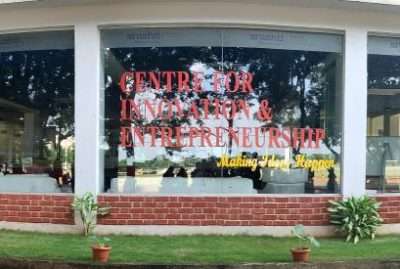 CENTRE FOR
INNOVATION &
ENTREPRENEURSHIP
Making Ideas Happen